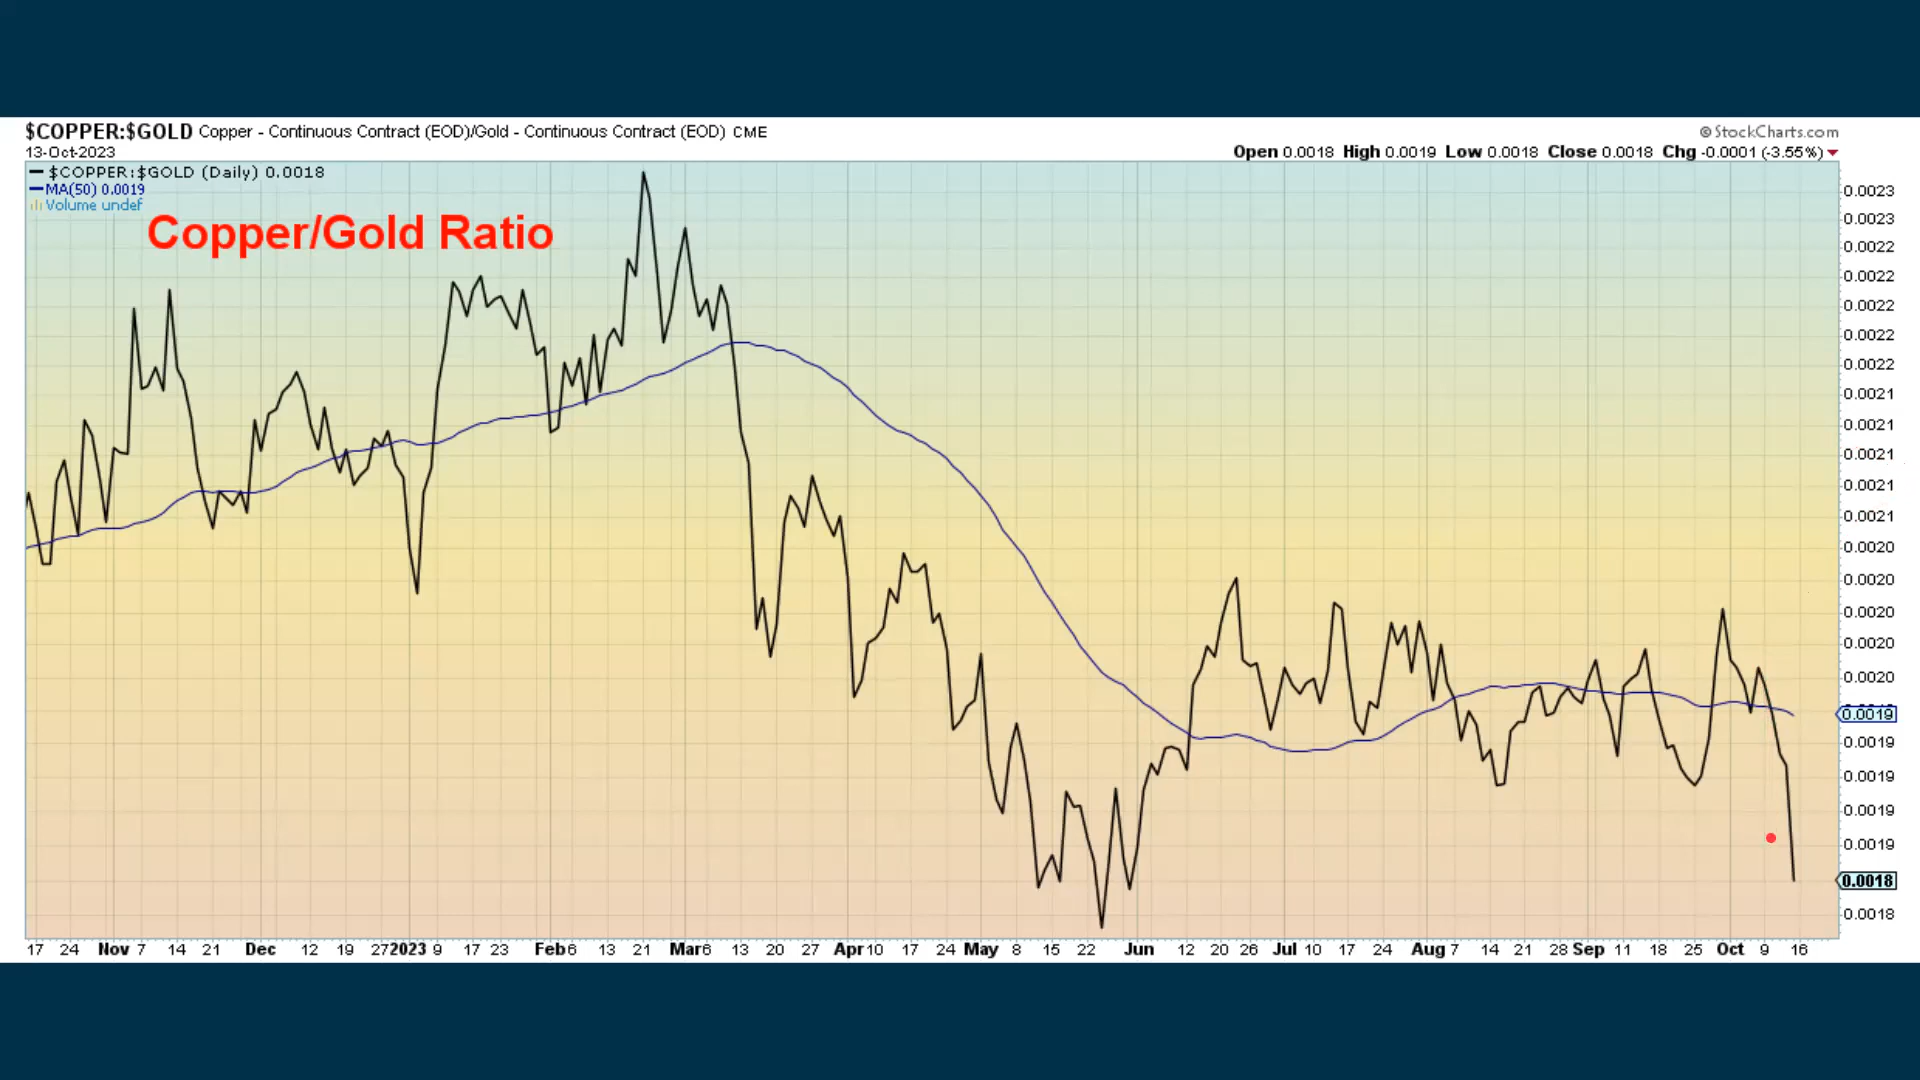 $COPPER:$GOLD Copper - Continuous Contract (EOD)/Gold - Continuous Contract (EOD) CME
© StockCharts.com
13-Oct-2023
Open 0.0018 High 0.0019 Low 0.0018 Close 0.0018 Chg -0.0001 (-3.55%)
$COPPER:$GOLD (Daily) 0.0018
MA(50) 0.0019
Volume undef
Copper/Gold Ratio
0.0023
0.0023
0.0022
0.0022
0.0022
0.0022
0.0022
0.0021
0.0021
0.0021
0.0021
0.0021
0.0020
0.0020
0.0020
0.0020
0.0020
0.0019
0.0019
0.0019
0.0019
0.0019
0.0018
0.0018
17 24 Nov 7 14 21 Dec 12 19 27 2023 9 17 23 Feb 6 13 21 Mar 6 13 20 27 Apr 10 17 24 May 8 15 22 Jun 12 20 26 Jul 10 17 24 Aug 7 14 21 28 Sep 11 18 25 Oct 9 16